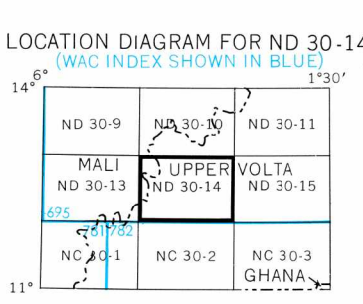 LOCATION DIAGRAM FOR ND 30-14
(WAC INDEX SHOWN IN BLUE)
6° 1°30'
14°
ND 30-9 ND 30-10 ND 30-11
MALI UPPER VOLTA
ND 30-13 ND 30-14 ND 30-15
695
781 782
NC 30-1 NC 30-2 NC 30-3
GHANA
11°